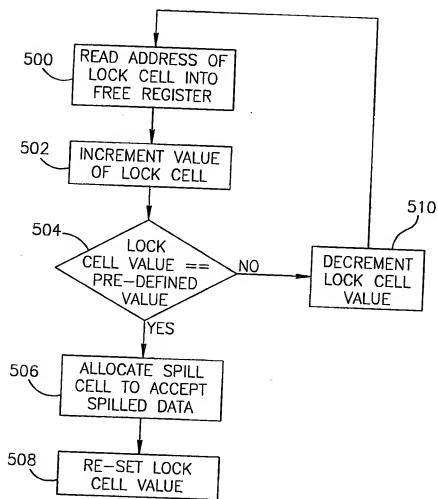 500
READ ADDRESS OF
LOCK CELL INTO
FREE REGISTER
502
INCREMENT VALUE
OF LOCK CELL
504
LOCK
CELL VALUE ==
PRE-DEFINED
VALUE
NO
510
DECREMENT
LOCK CELL
VALUE
YES
506
ALLOCATE SPILL
CELL TO ACCEPT
SPILLED DATA
508
RE-SET LOCK
CELL VALUE